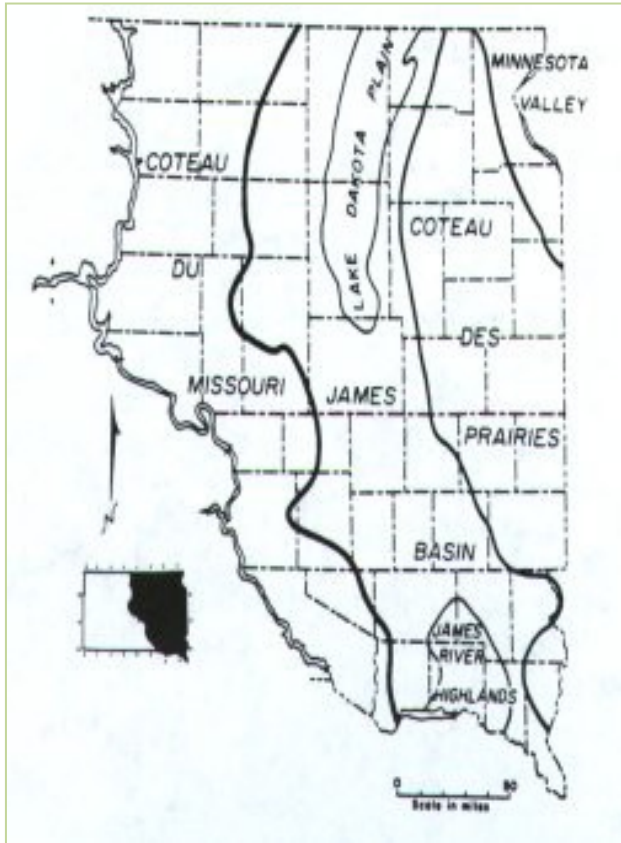 MINNESOTA
VALLEY
LAKE DAKOTA PLAIN
COTEAU
DU
MISSOURI
COTEAU
DES
PRAIRIES
JAMES
BASIN
JAMES
RIVER
HIGHLANDS
0 50
Scale in miles